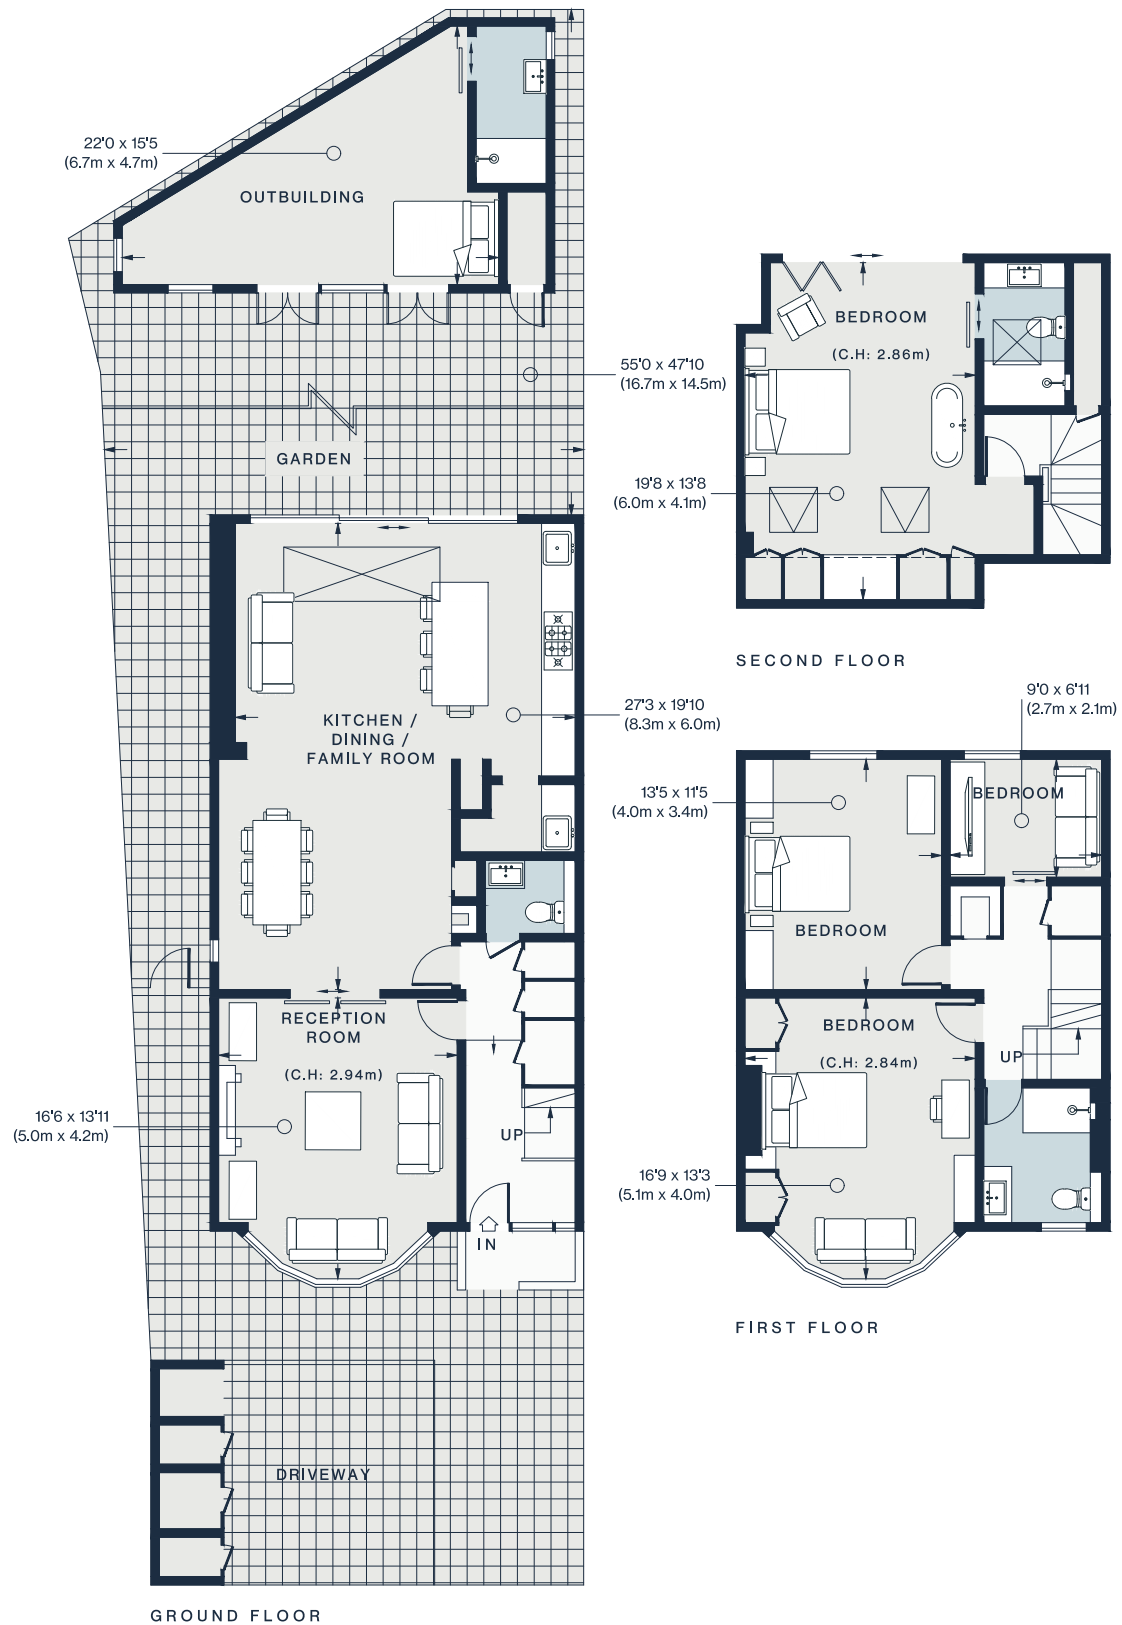 22'0 x 15'5
(6.7m x 4.7m)
OUTBUILDING
55'0 x 47'10
(16.7m x 14.5m)
GARDEN
KITCHEN /
DINING /
FAMILY ROOM
27'3 x 19'10
(8.3m x 6.0m)
RECEPTION
ROOM
(C.H: 2.94m)
16'6 x 13'11
(5.0m x 4.2m)
UP
IN
DRIVEWAY
GROUND FLOOR
BEDROOM
(C.H: 2.86m)
19'8 x 13'8
(6.0m x 4.1m)
SECOND FLOOR
9'0 x 6'11
(2.7m x 2.1m)
BEDROOM
13'5 x 11'5
(4.0m x 3.4m)
BEDROOM
BEDROOM
(C.H: 2.84m)
UP
16'9 x 13'3
(5.1m x 4.0m)
FIRST FLOOR